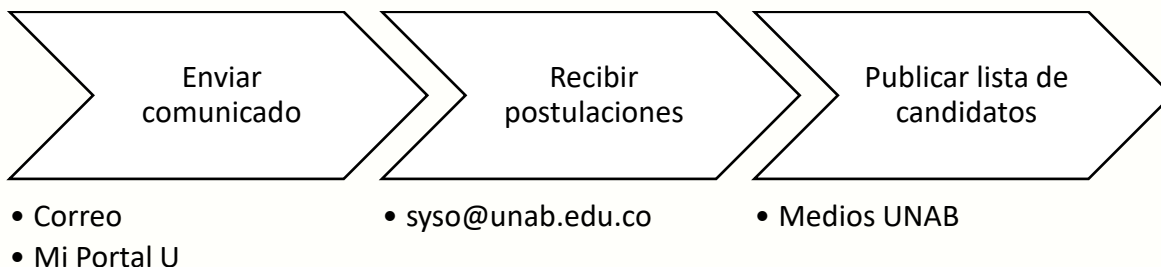 Enviar
comunicado
• Correo
• Mi Portal U
Recibir
postulaciones
• syso@unab.edu.co
Publicar lista de
candidatos
• Medios UNAB